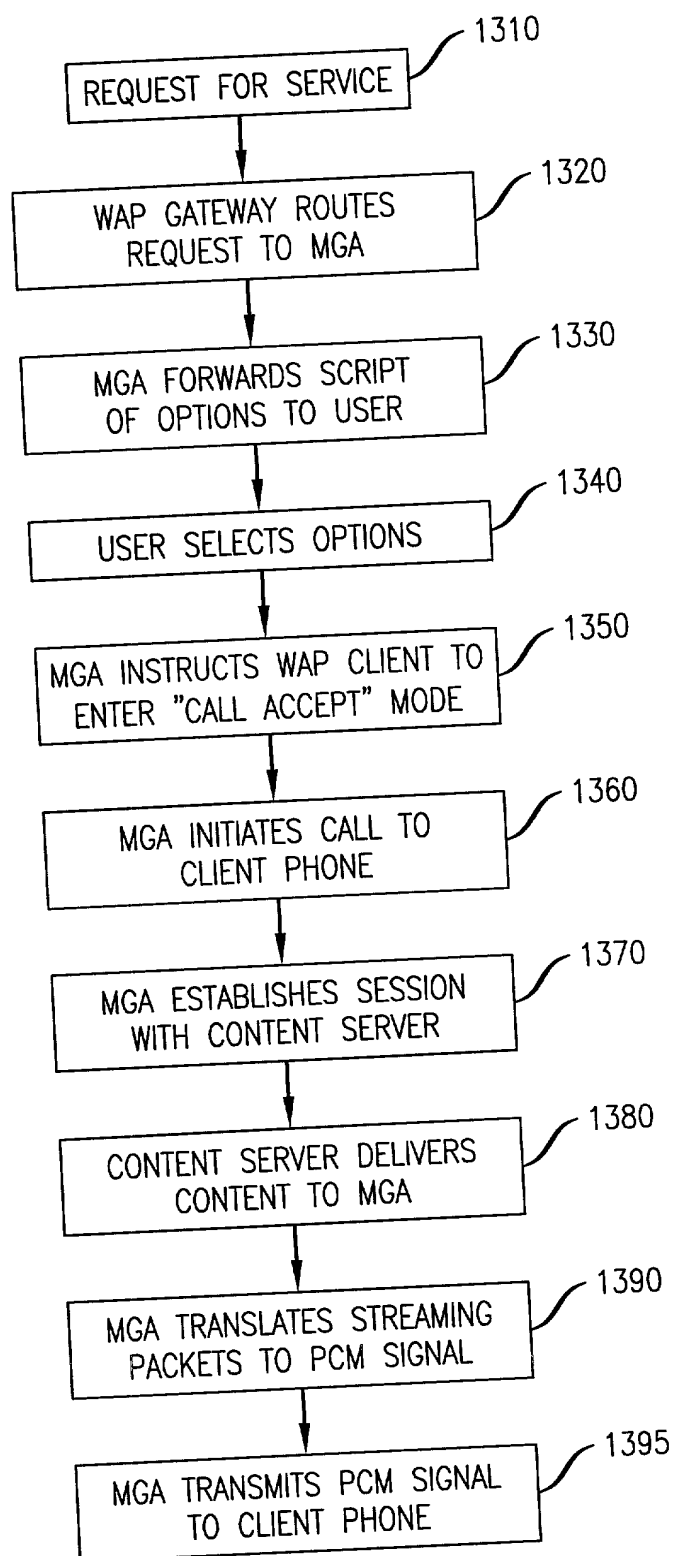 1310
REQUEST FOR SERVICE
1320
WAP GATEWAY ROUTES
REQUEST TO MGA
1330
MGA FORWARDS SCRIPT
OF OPTIONS TO USER
1340
USER SELECTS OPTIONS
1350
MGA INSTRUCTS WAP CLIENT TO
ENTER "CALL ACCEPT" MODE
1360
MGA INITIATES CALL TO
CLIENT PHONE
1370
MGA ESTABLISHES SESSION
WITH CONTENT SERVER
1380
CONTENT SERVER DELIVERS
CONTENT TO MGA
1390
MGA TRANSLATES STREAMING
PACKETS TO PCM SIGNAL
1395
MGA TRANSMITS PCM SIGNAL
TO CLIENT PHONE